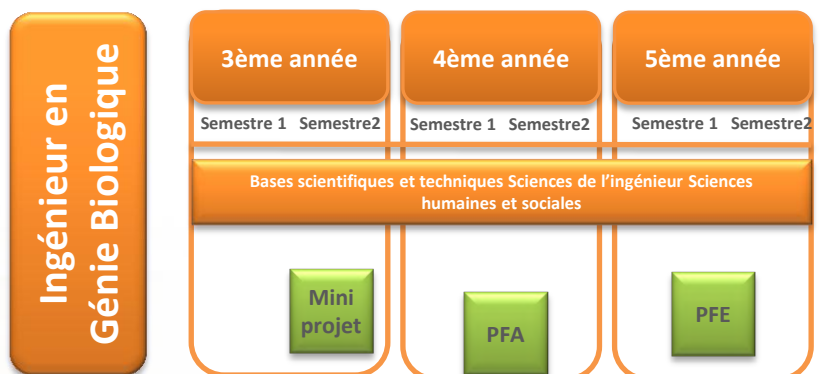 Ingénieur en
Génie Biologique
3ème année
4ème année
5ème année
Semestre 1 Semestre2
Semestre 1 Semestre2
Semestre 1 Semestre2
Bases scientifiques et techniques Sciences de l'ingénieur Sciences
humaines et sociales
Mini
projet
PFA
PFE